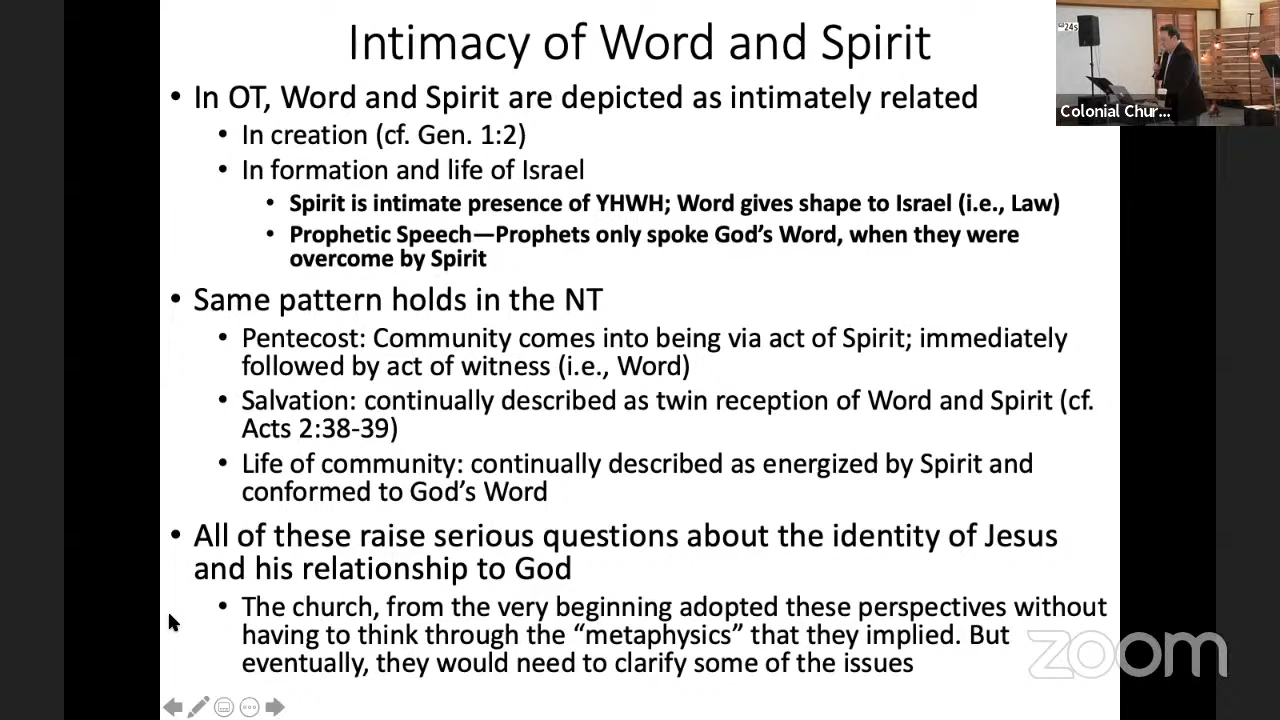 Intimacy of Word and Spirit
• In OT, Word and Spirit are depicted as intimately related
• In creation (cf. Gen. 1:2)
• In formation and life of Israel
• Spirit is intimate presence of YHWH; Word gives shape to Israel (i.e., Law)
• Prophetic Speech—Prophets only spoke God's Word, when they were
overcome by Spirit
• Same pattern holds in the NT
• Pentecost: Community comes into being via act of Spirit; immediately
followed by act of witness (i.e., Word)
• Salvation: continually described as twin reception of Word and Spirit (cf.
Acts 2:38-39)
• Life of community: continually described as energized by Spirit and
conformed to God's Word
• All of these raise serious questions about the identity of Jesus
and his relationship to God
• The church, from the very beginning adopted these perspectives without
having to think through the “metaphysics” that they implied. But
eventually, they would need to clarify some of the issues
Colonial Chur...
zoom